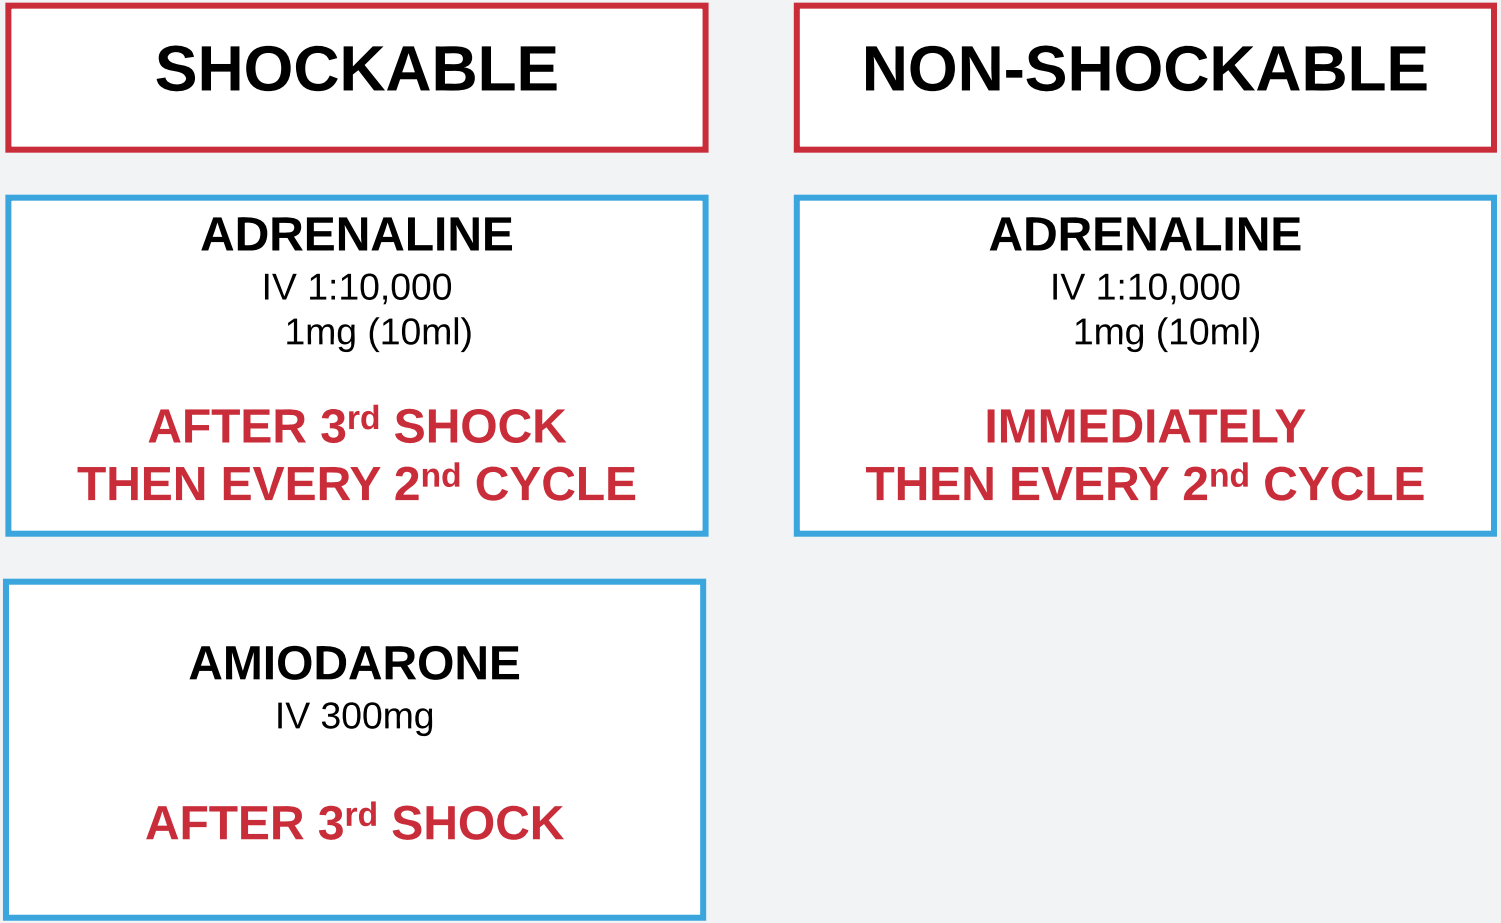 SHOCKABLE
NON-SHOCKABLE
ADRENALINE
IV 1:10,000
1mg (10ml)
AFTER 3rd SHOCK
THEN EVERY 2nd CYCLE
ADRENALINE
IV 1:10,000
1mg (10ml)
IMMEDIATELY
THEN EVERY 2nd CYCLE
AMIODARONE
IV 300mg
AFTER 3rd SHOCK